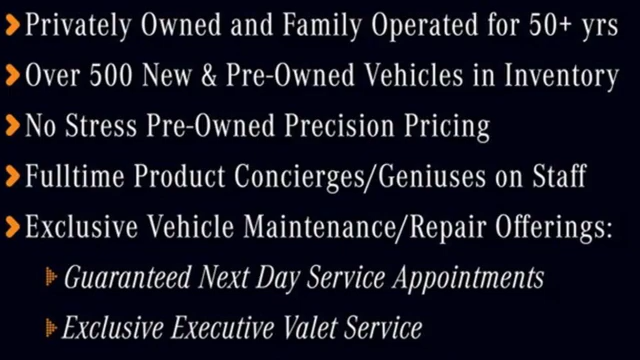 Privately Owned and Family Operated for 50+ yrs
Over 500 New & Pre-Owned Vehicles in Inventory
No Stress Pre-Owned Precision Pricing
Fulltime Product Concierges/Geniuses on Staff
Exclusive Vehicle Maintenance/Repair Offerings:
Guaranteed Next Day Service Appointments
Exclusive Executive Valet Service